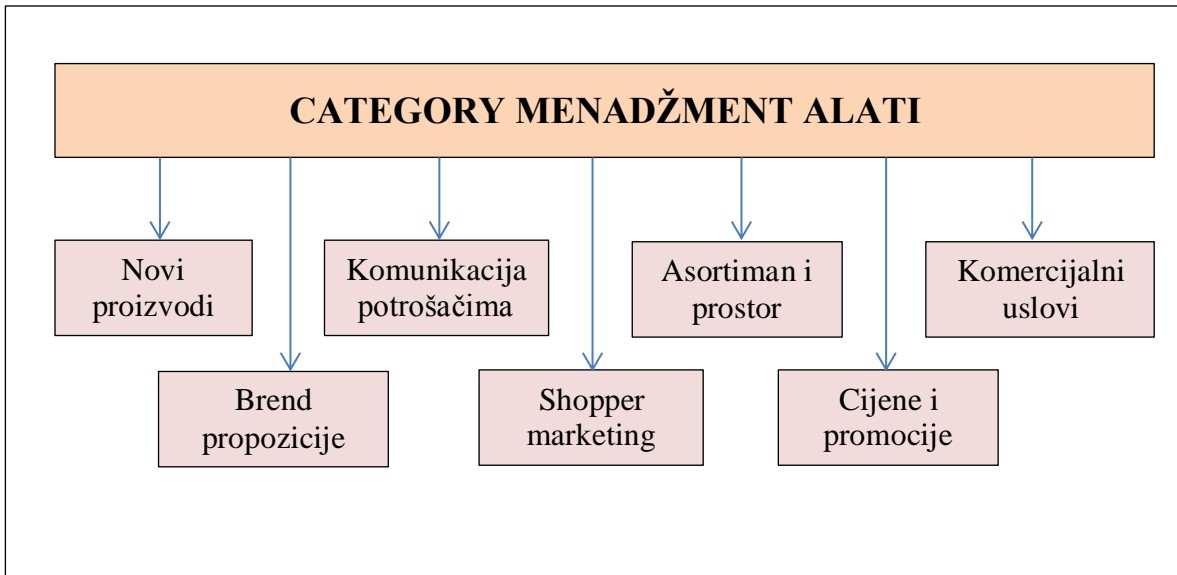 CATEGORY MENADŽMENT ALATI
Novi
proizvodi
Komunikacija
potrošačima
Asortiman i
prostor
Komercijalni
uslovi
Brend
propozicije
Shopper
marketing
Cijene i
promocije